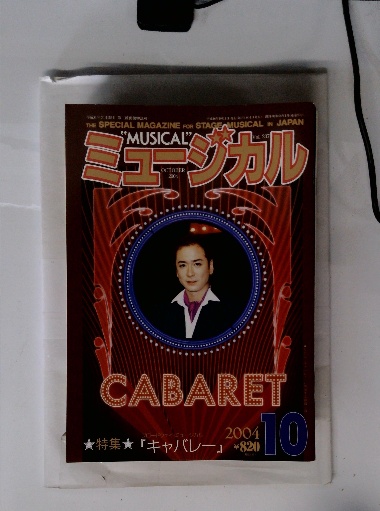 THE SPECIAL MAGAZINE FOR STAGE MUSICAL IN JAPAN
"MUSICAL"
ミュージカル
OCTOBER
2004
CABARET
★特集★『キャバレー』
2004
¥820
10